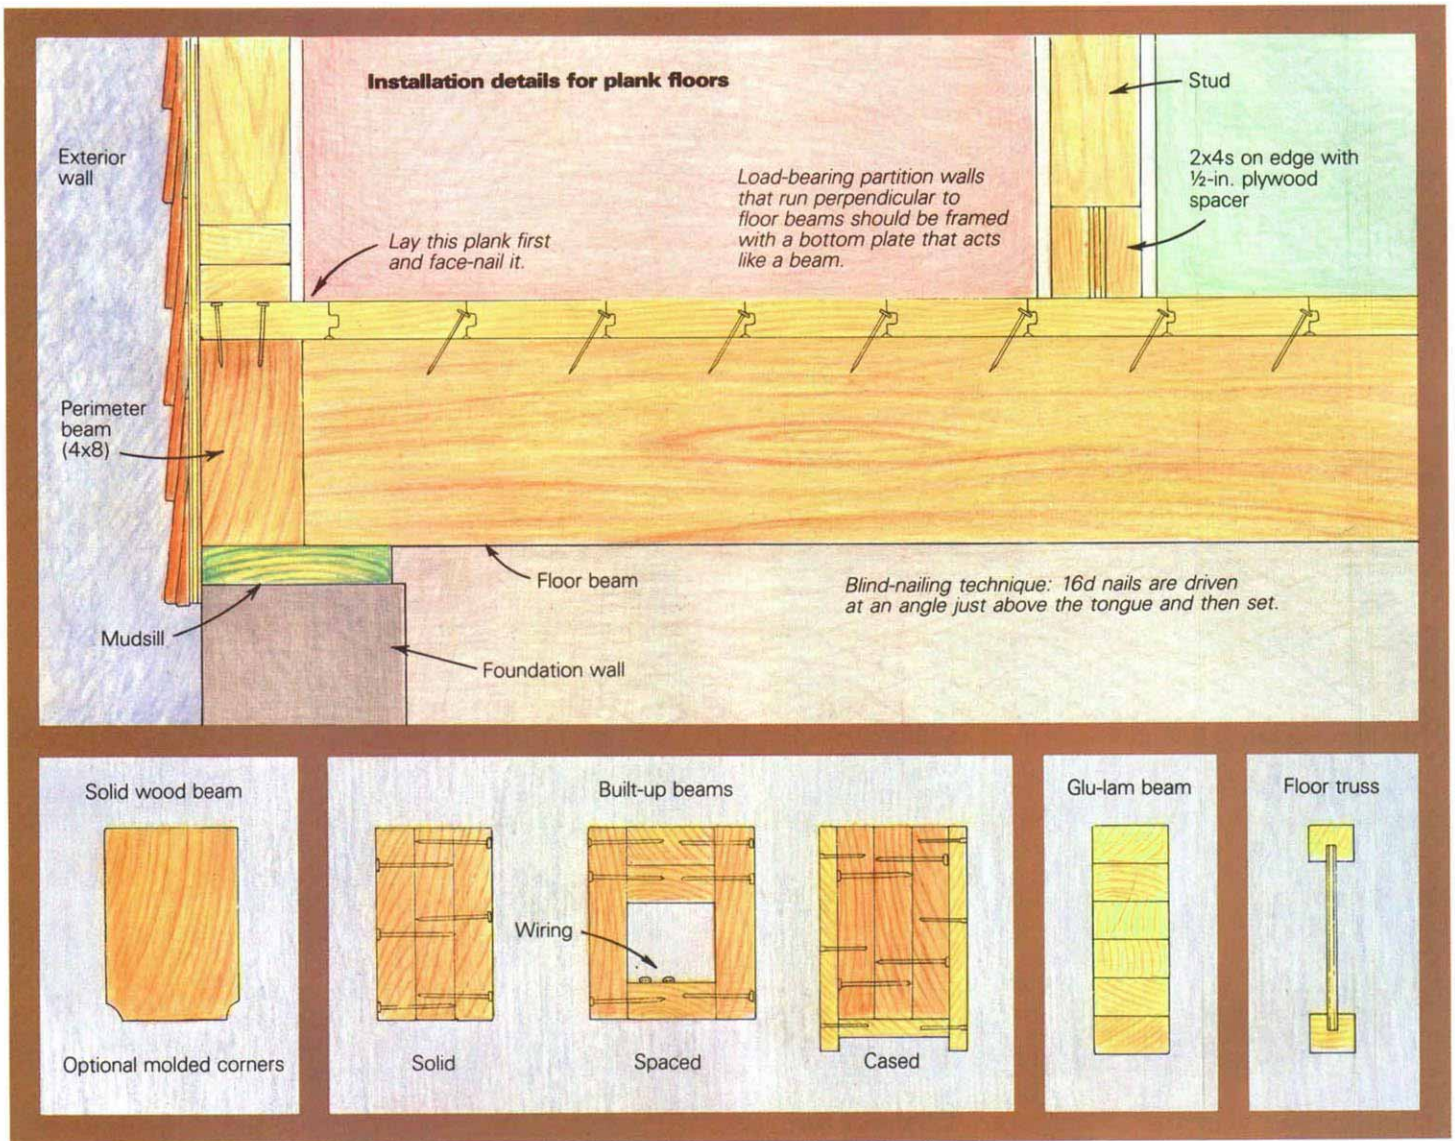 Installation details for plank floors
Stud
Exterior
wall
2x4s on edge with
½-in. plywood
spacer
Load-bearing partition walls
that run perpendicular to
floor beams should be framed
with a bottom plate that acts
like a beam.
Lay this plank first
and face-nail it.
Perimeter
beam
(4x8)
Floor beam
Blind-nailing technique: 16d nails are driven
at an angle just above the tongue and then set.
Mudsill
Foundation wall
Solid wood beam
Optional molded corners
Built-up beams
Wiring
Solid
Spaced
Cased
Glu-lam beam
Floor truss